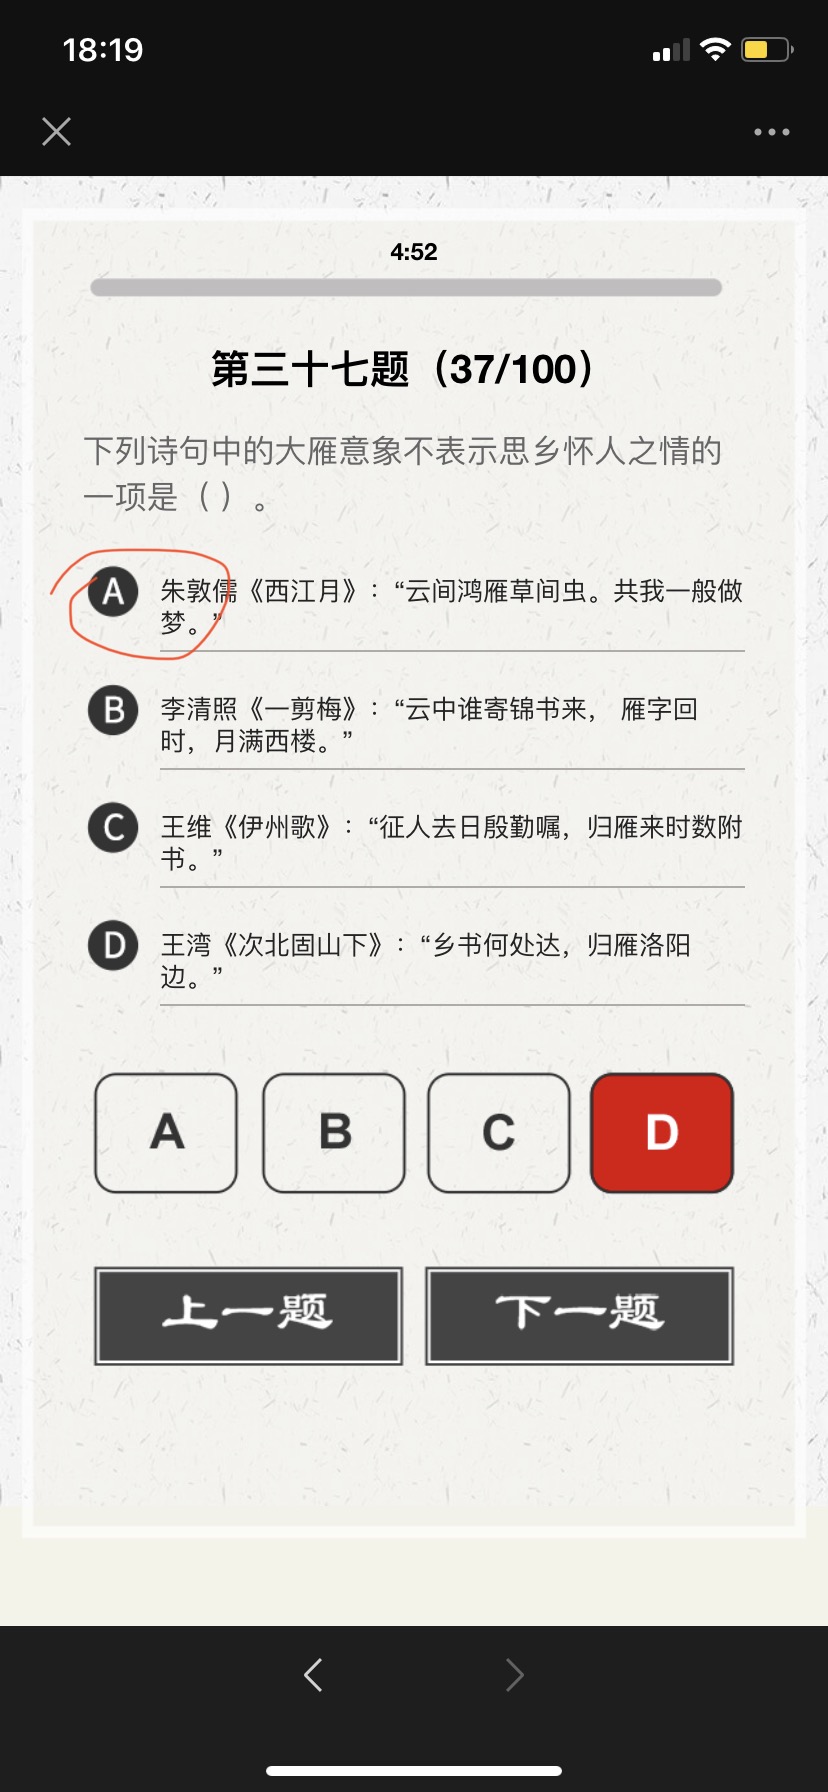 18:19
4:52
第三十七题（37/100）
下列诗句中的大雁意象不表示思乡怀人之情的
一项是（ ）。
A 朱敦儒《西江月》：“云间鸿雁草间虫。共我一般做
梦。”
B 李清照《一剪梅》：“云中谁寄锦书来， 雁字回
时，月满西楼。”
C 王维《伊州歌》：“征人去日殷勤嘱，归雁来时数附
书。”
D 王湾《次北固山下》：“乡书何处达，归雁洛阳
边。”
A B C D
上一题 下一题